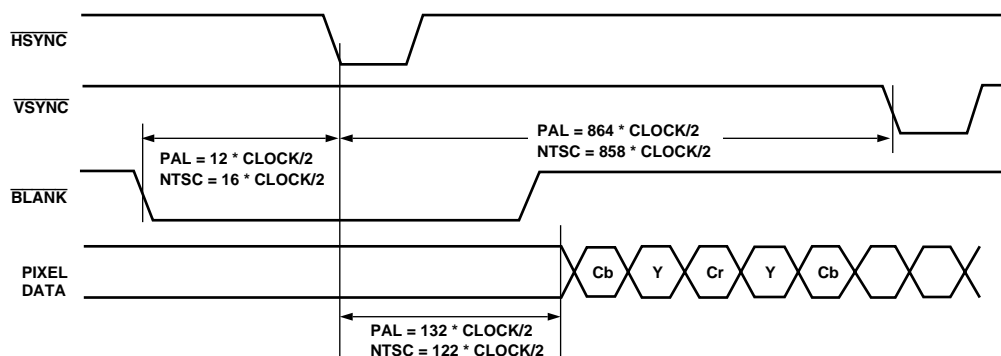 HSYNC
VSYNC
PAL = 864 * CLOCK/2
NTSC = 858 * CLOCK/2
PAL = 12 * CLOCK/2
NTSC = 16 * CLOCK/2
BLANK
PIXEL
DATA
Cb Y Cr Y Cb
PAL = 132 * CLOCK/2
NTSC = 122 * CLOCK/2